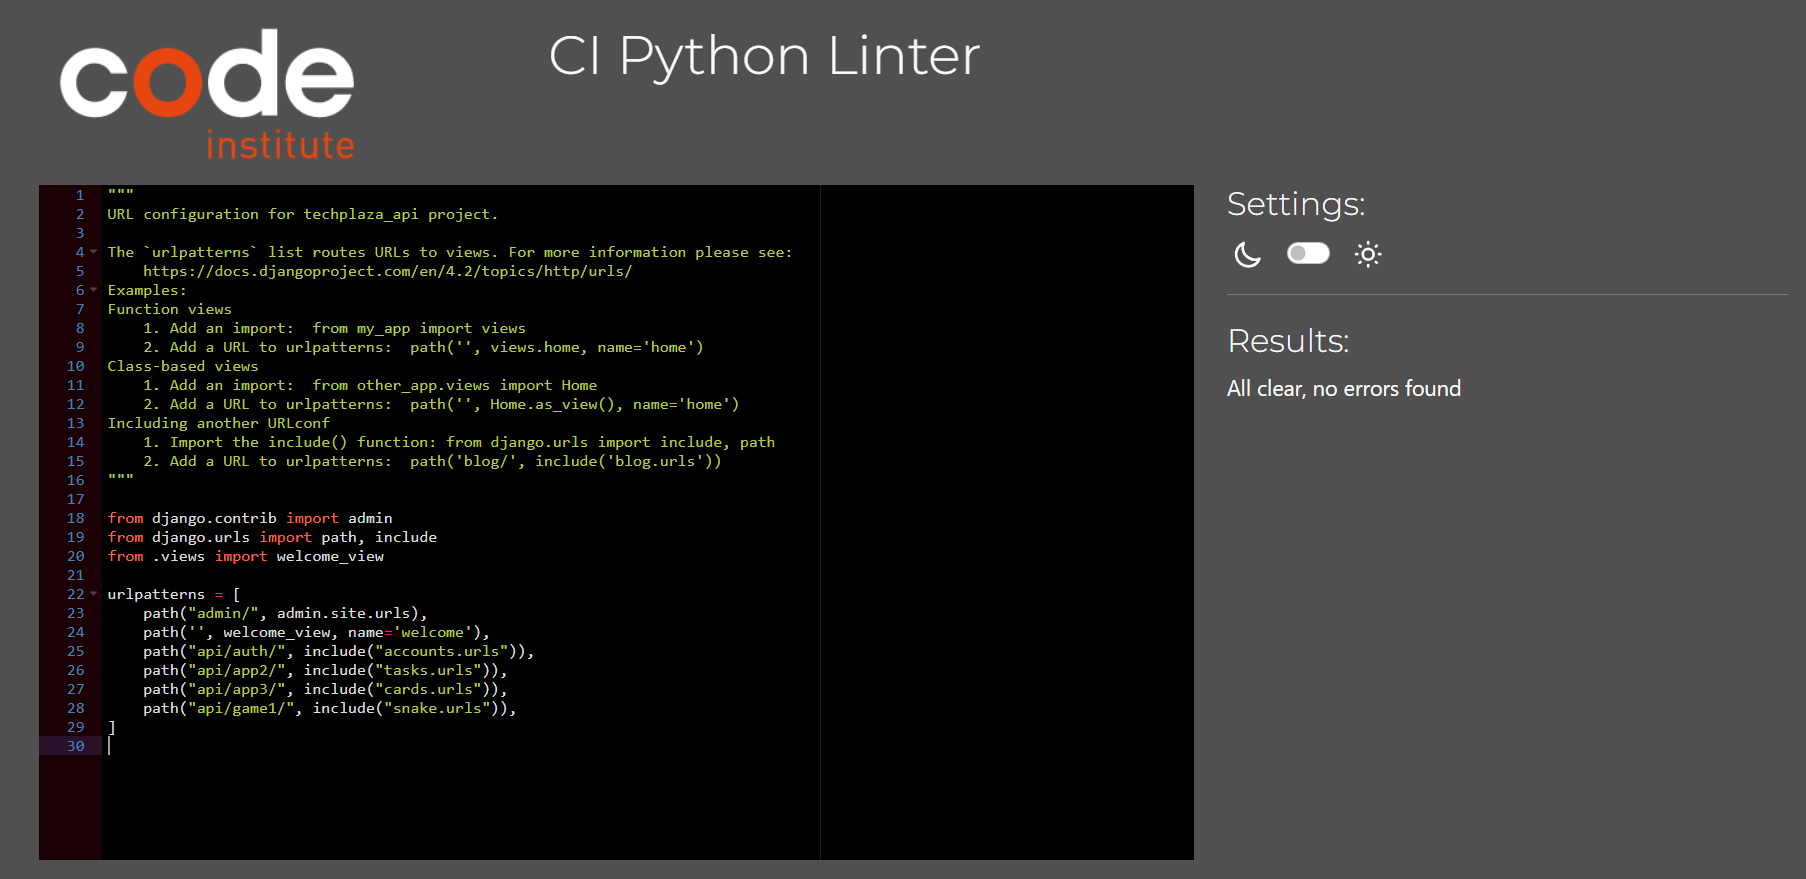 code
institute
CI Python Linter
1 """
2 URL configuration for techplaza_api project.
3
4 The `urlpatterns` list routes URLs to views. For more information please see:
5     https://docs.djangoproject.com/en/4.2/topics/http/urls/
6 Examples:
7 Function views
8     1. Add an import:  from my_app import views
9     2. Add a URL to urlpatterns:  path('', views.home, name='home')
10 Class-based views
11     1. Add an import:  from other_app.views import Home
12     2. Add a URL to urlpatterns:  path('', Home.as_view(), name='home')
13 Including another URLconf
14     1. Import the include() function: from django.urls import include, path
15     2. Add a URL to urlpatterns:  path('blog/', include('blog.urls'))
16 """
17
18 from django.contrib import admin
19 from django.urls import path, include
20 from .views import welcome_view
21
22 urlpatterns = [
23     path("admin/", admin.site.urls),
24     path('', welcome_view, name='welcome'),
25     path("api/auth/", include("accounts.urls")),
26     path("api/app2/", include("tasks.urls")),
27     path("api/app3/", include("cards.urls")),
28     path("api/game1/", include("snake.urls")),
29 ]
30
Settings:
Results:
All clear, no errors found